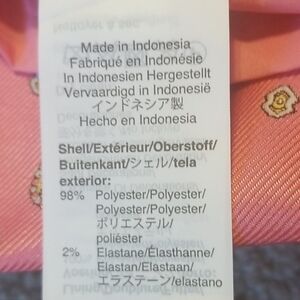 Nettoyer à sec
Made in Indonesia
Fabriqué en Indonésie
In Indonesien Hergestellt
Vervaardigd in Indonesië
インドネシア製
Hecho en Indonesia
Shell/Extérieur/Oberstoff/
Buitenkant/シェル/tela
exterior:
98% Polyester/Polyester/
Polyester/Polyester/
ポリエステル/
poliéster
2% Elastane/Élasthanne/
Elastan/Elastaan/
エラステーン/elastano